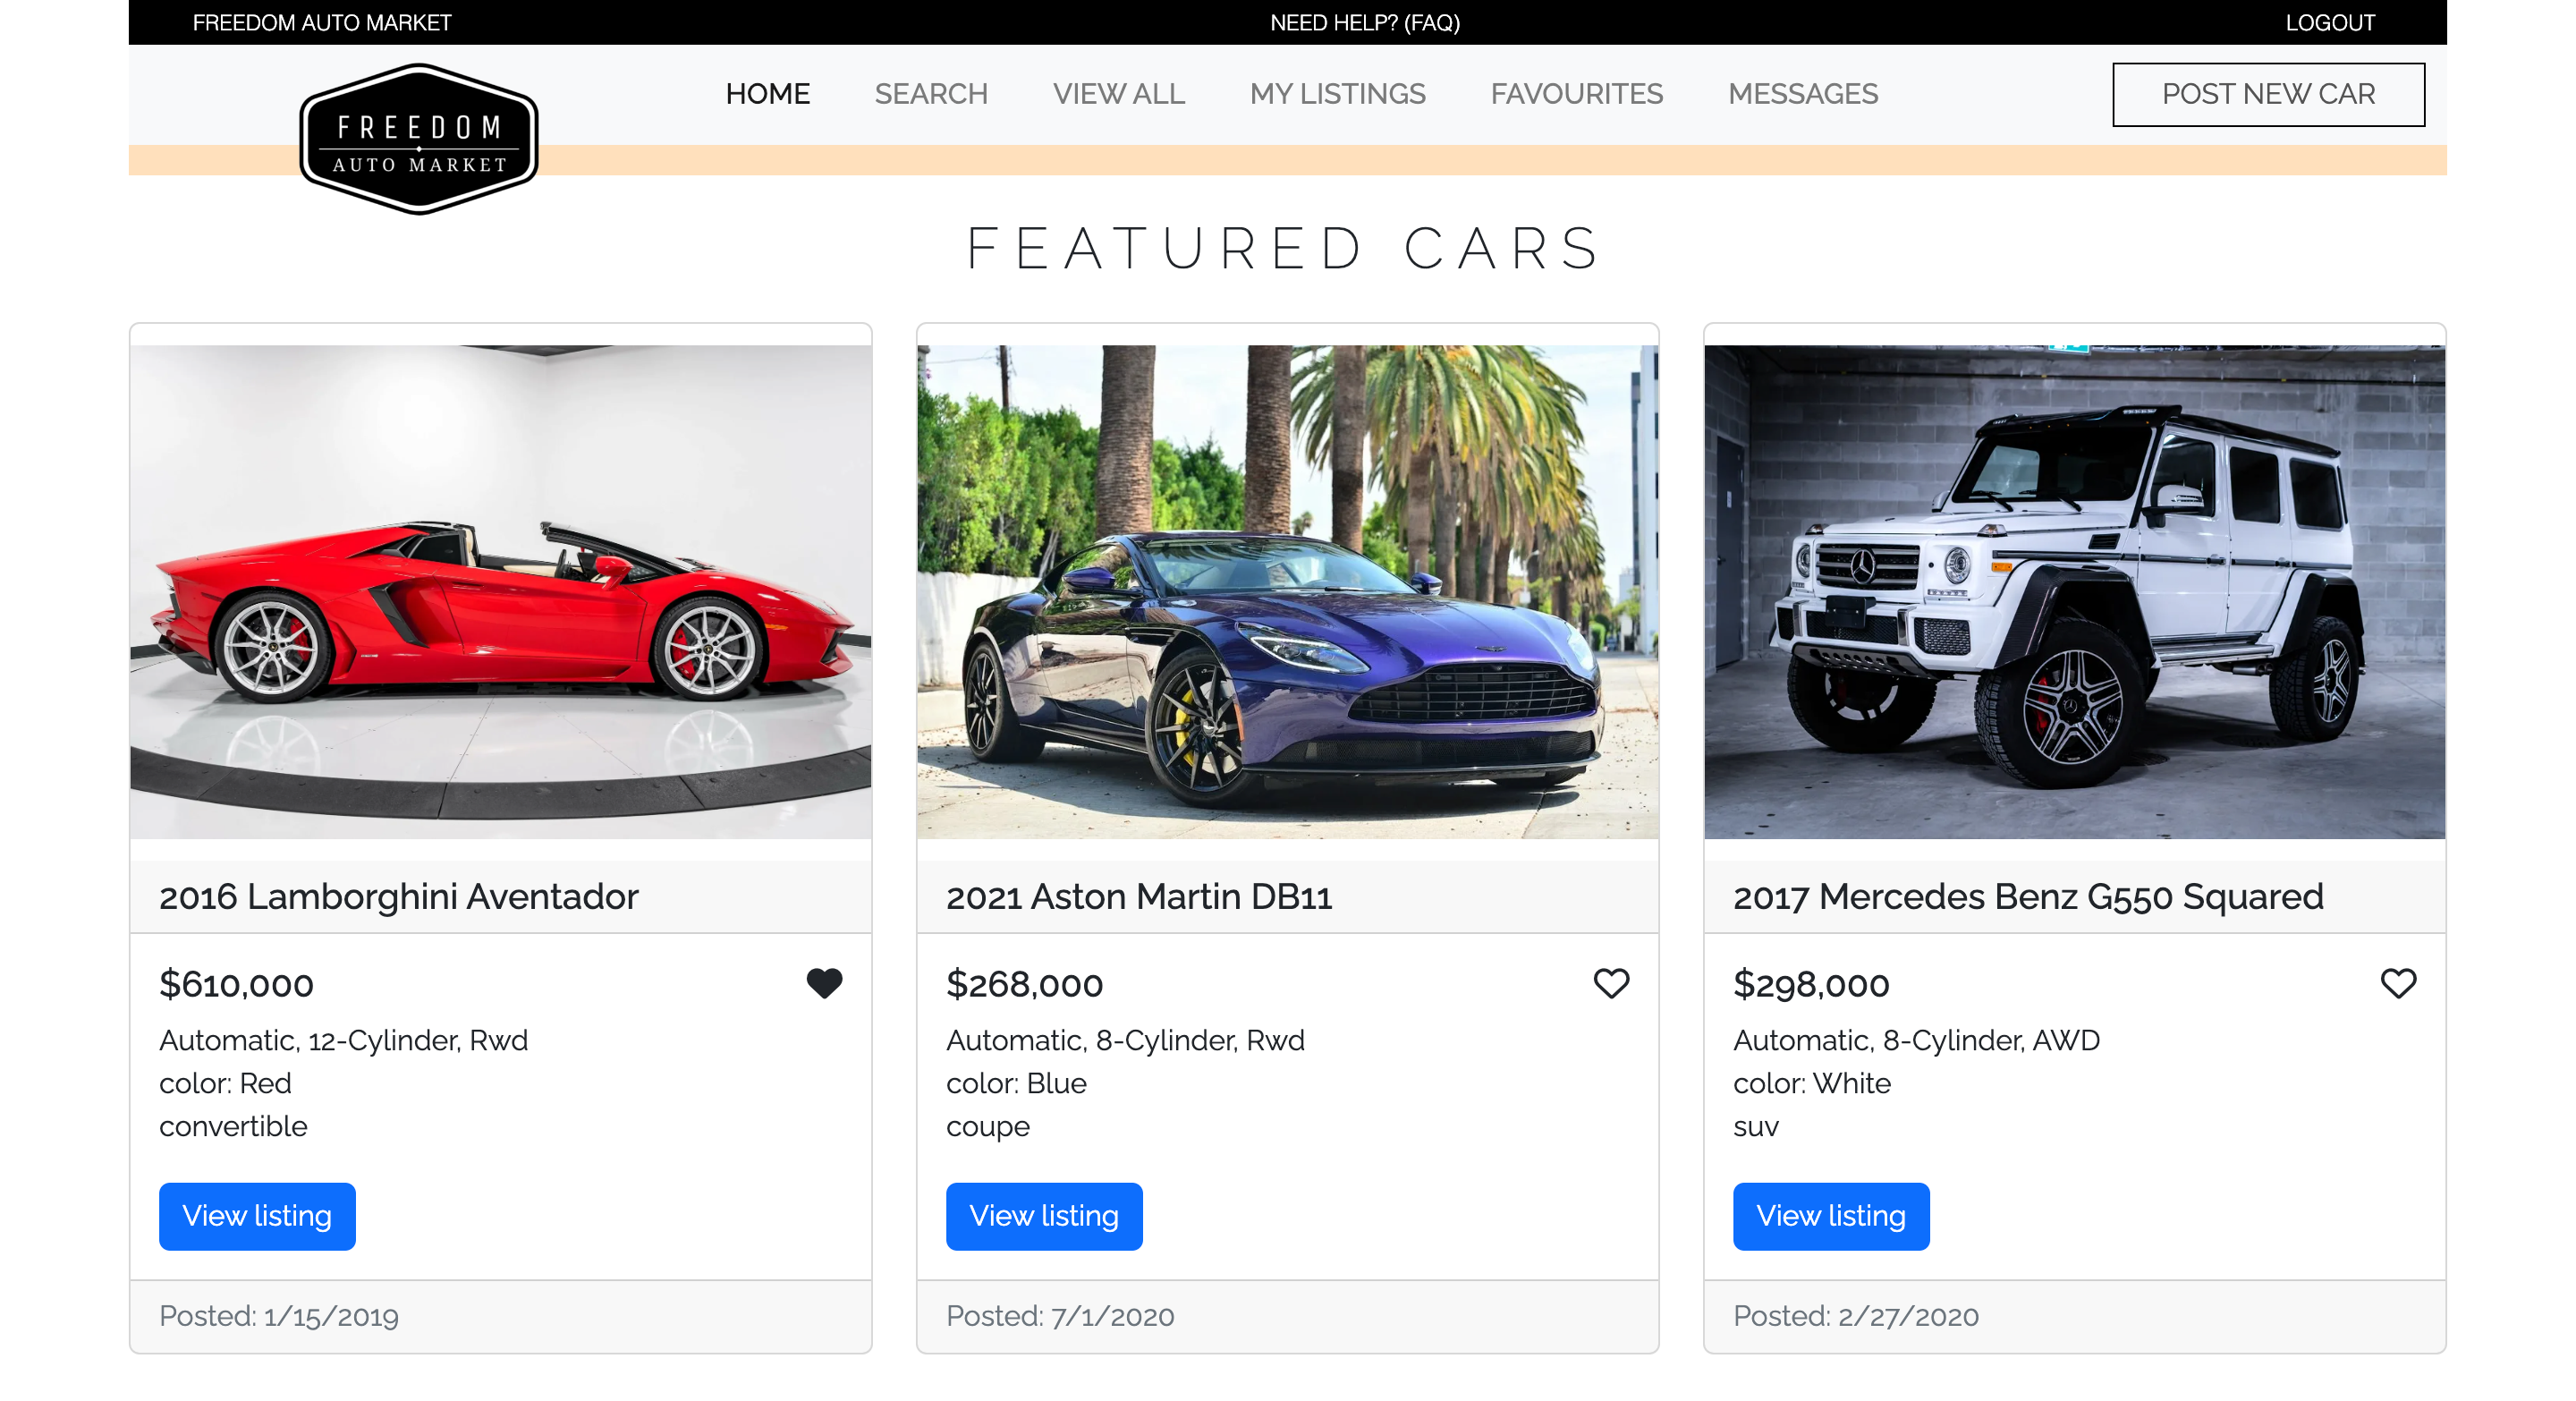 FREEDOM AUTO MARKET
NEED HELP? (FAQ)
LOGOUT
FREEDOM
AUTO MARKET
HOME
SEARCH
VIEW ALL
MY LISTINGS
FAVOURITES
MESSAGES
POST NEW CAR
FEATURED CARS
2016 Lamborghini Aventador
$610,000
Automatic, 12-Cylinder, Rwd
color: Red
convertible
View listing
Posted: 1/15/2019
2021 Aston Martin DB11
$268,000
Automatic, 8-Cylinder, Rwd
color: Blue
coupe
View listing
Posted: 7/1/2020
2017 Mercedes Benz G550 Squared
$298,000
Automatic, 8-Cylinder, AWD
color: White
suv
View listing
Posted: 2/27/2020